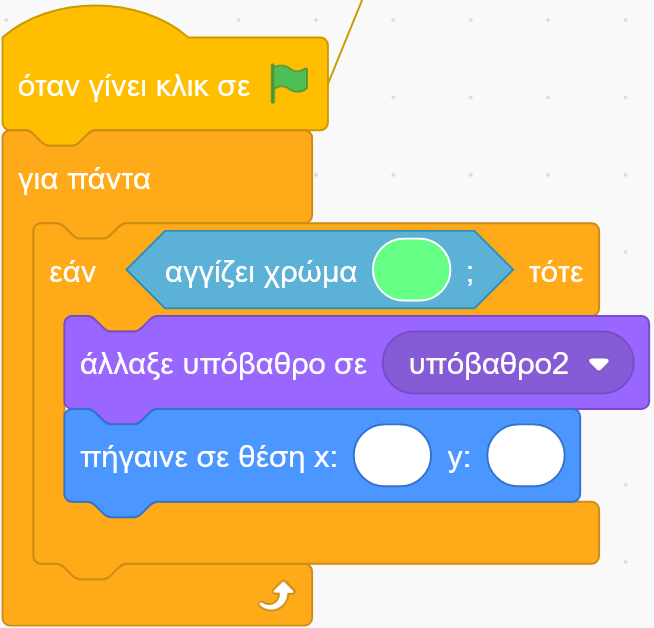 όταν γίνει κλικ σε
για πάντα
εάν αγγίζει χρώμα ; τότε
άλλαξε υπόβαθρο σε υπόβαθρο2
πήγαινε σε θέση x: y: